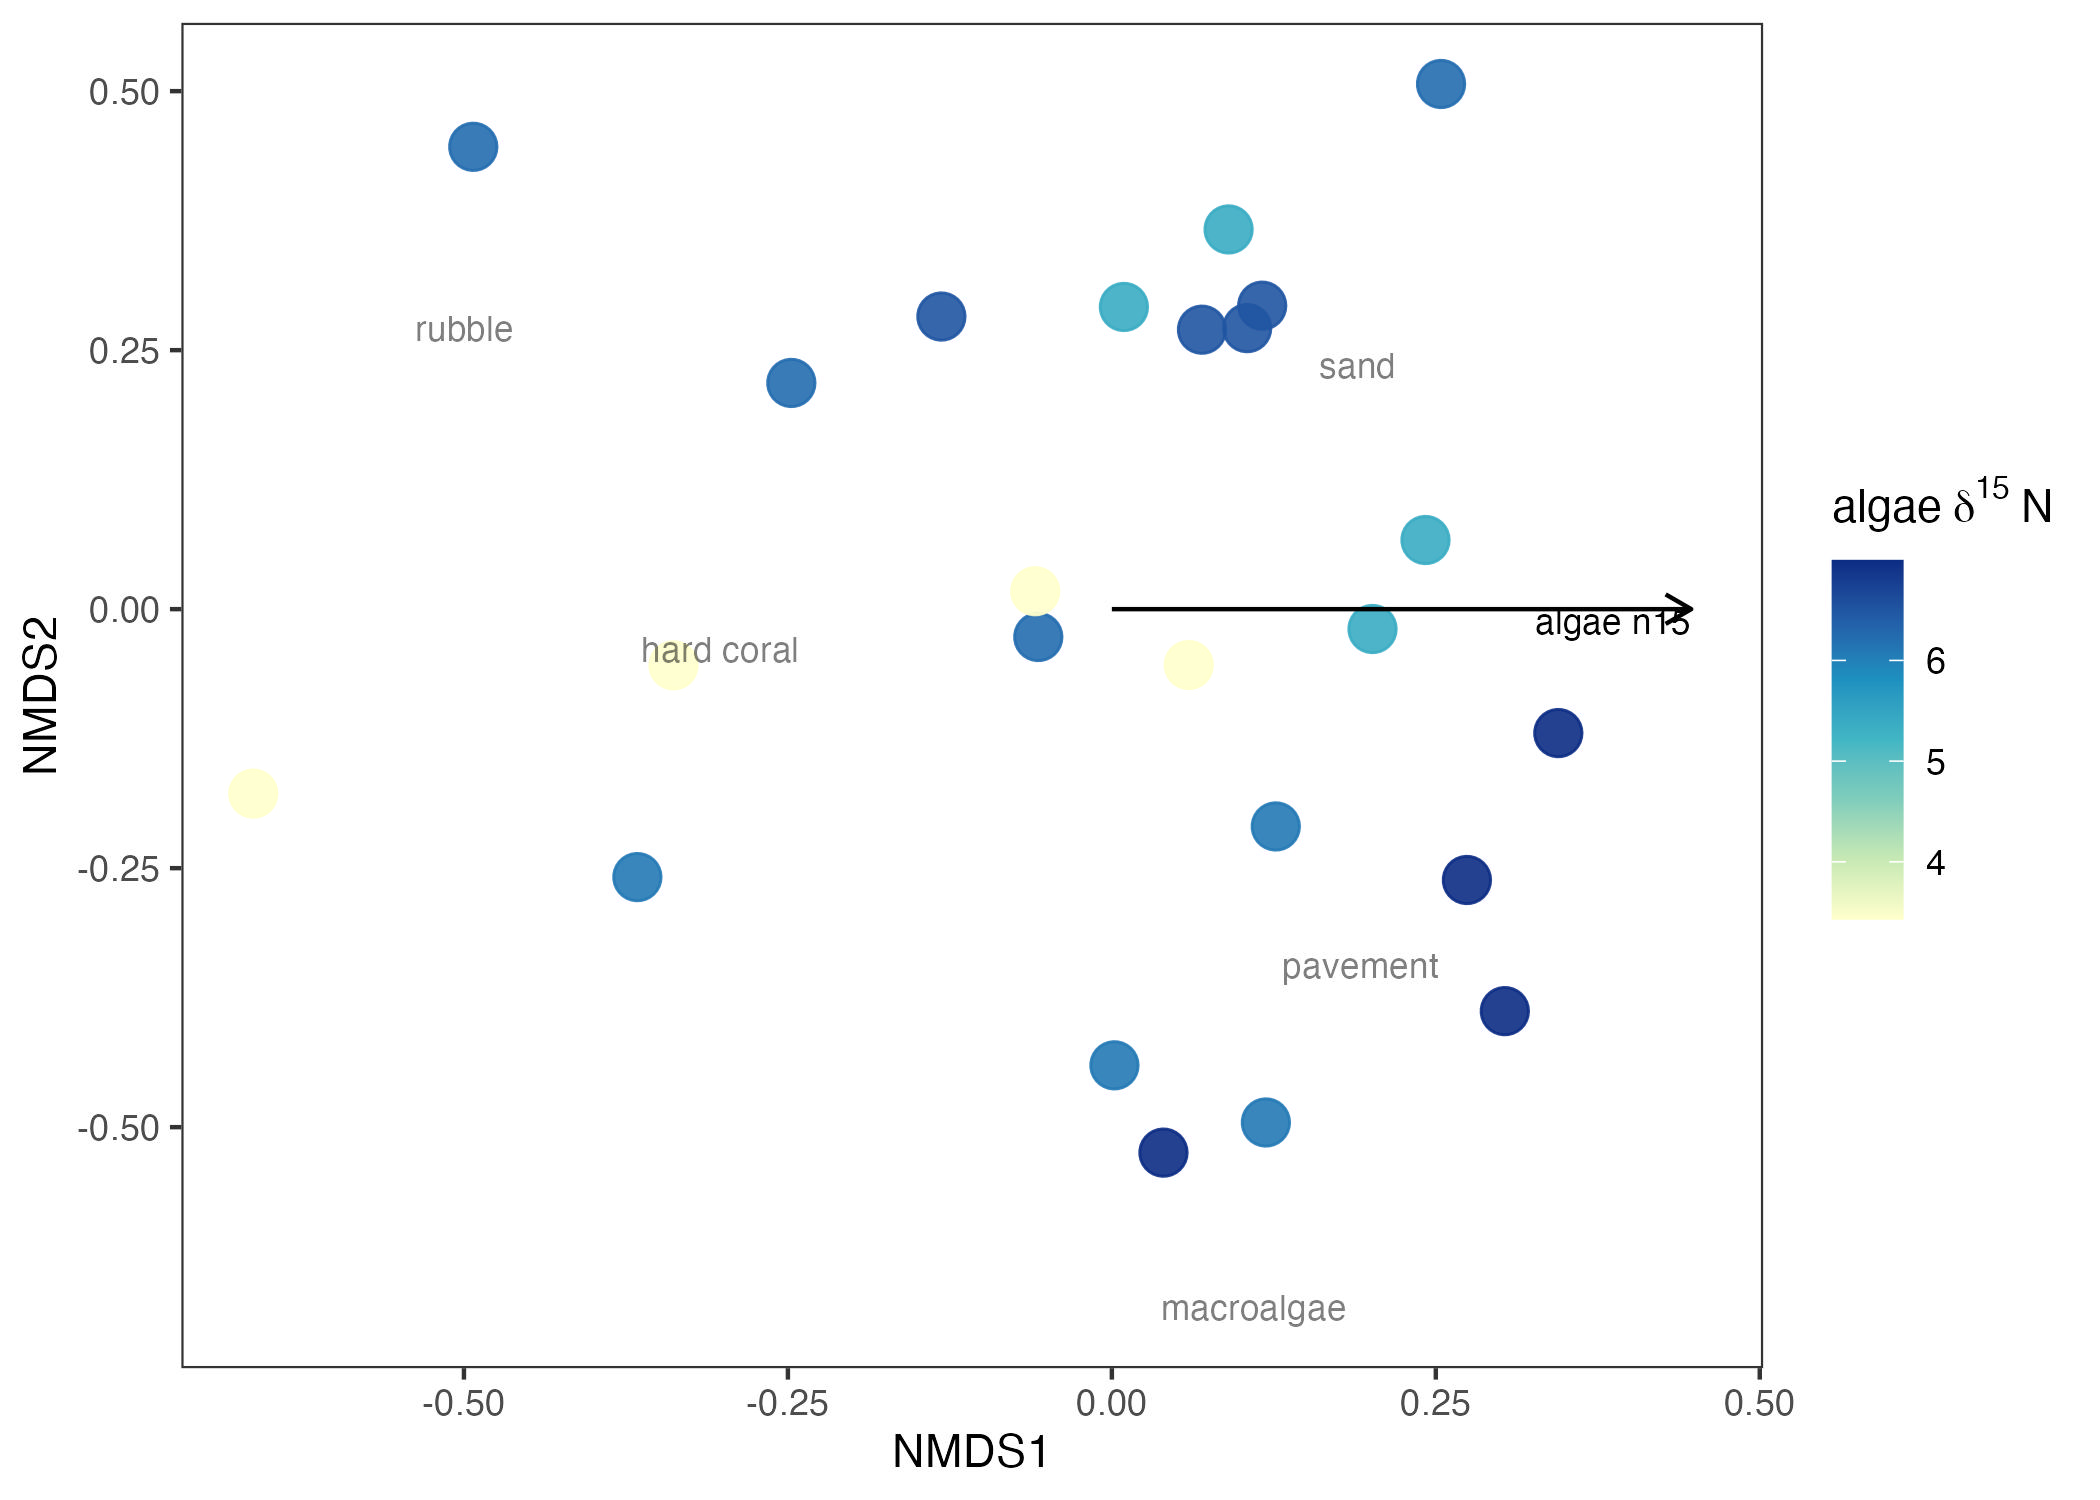 0.50
0.25
0.00
-0.25
-0.50
NMDS2
rubble
sand
algae n15
hard coral
pavement
macroalgae
-0.50 -0.25 0.00 0.25 0.50
NMDS1
algae δ15 N
6
5
4